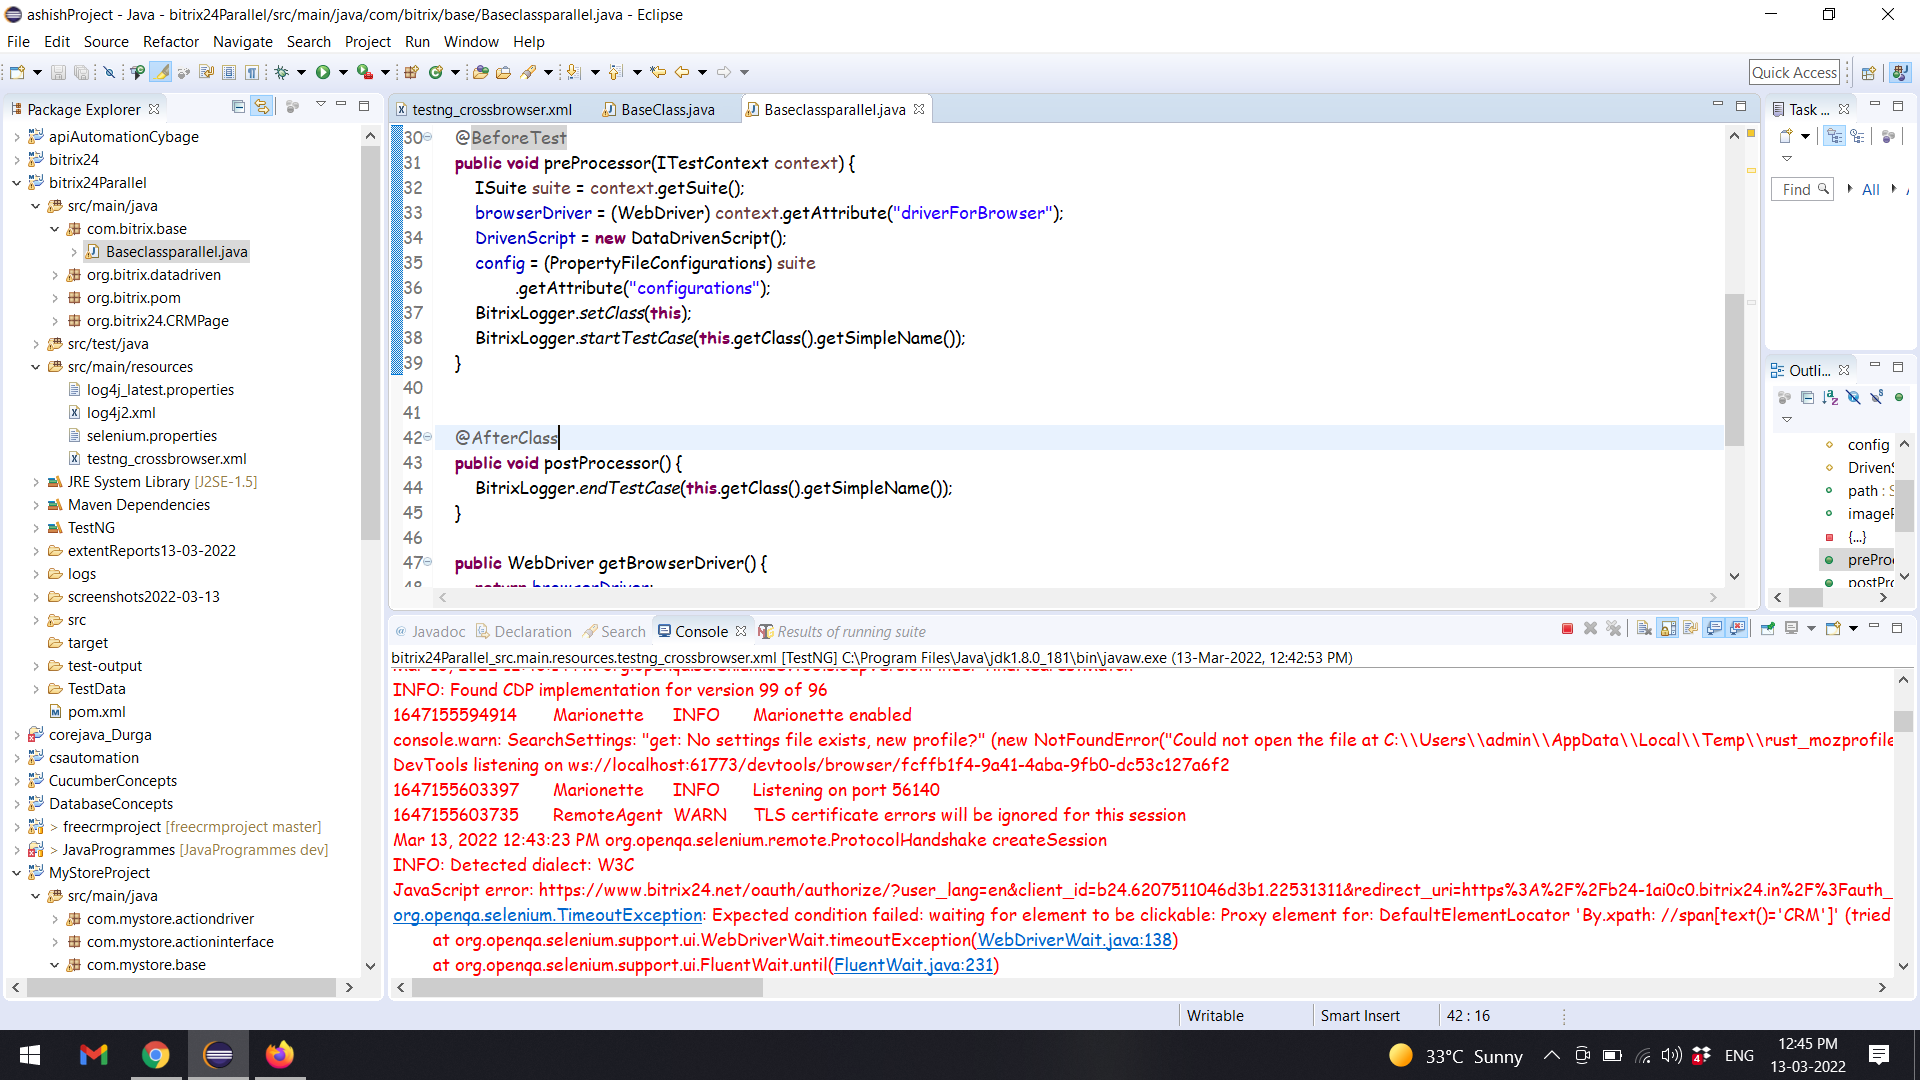 ashishProject - Java - bitrix24Parallel/src/main/java/com/bitrix/base/Baseclassparallel.java - Eclipse
File Edit Source Refactor Navigate Search Project Run Window Help
Quick Access
Package Explorer
apiAutomationCybage
bitrix24
bitrix24Parallel
src/main/java
com.bitrix.base
Baseclassparallel.java
org.bitrix.datadriven
org.bitrix.pom
org.bitrix24.CRMPage
src/test/java
src/main/resources
log4j_latest.properties
log4j2.xml
selenium.properties
testng_crossbrowser.xml
JRE System Library [J2SE-1.5]
Maven Dependencies
TestNG
extentReports13-03-2022
logs
screenshots2022-03-13
src
target
test-output
TestData
pom.xml
corejava_Durga
csautomation
CucumberConcepts
DatabaseConcepts
> freecrmproject [freecrmproject master]
> JavaProgrammes [JavaProgrammes dev]
MyStoreProject
src/main/java
com.mystore.actiondriver
com.mystore.actioninterface
com.mystore.base
testng_crossbrowser.xml BaseClass.java Baseclassparallel.java
30 @BeforeTest
31 public void preProcessor(ITestContext context) {
32 ISuite suite = context.getSuite();
33 browserDriver = (WebDriver) context.getAttribute("driverForBrowser");
34 DrivenScript = new DataDrivenScript();
35 config = (PropertyFileConfigurations) suite
36 .getAttribute("configurations");
37 BitrixLogger.setClass(this);
38 BitrixLogger.startTestCase(this.getClass().getSimpleName());
39 }
40
41
42 @AfterClass
43 public void postProcessor() {
44 BitrixLogger.endTestCase(this.getClass().getSimpleName());
45 }
46
47 public WebDriver getBrowserDriver() {
48 return browserDriver;
Task ...
Find All
Outli...
config
Driven
path :
image
{...}
prePro
postPr
@ Javadoc Declaration Search Console Results of running suite
bitrix24Parallel_src.main.resources.testng_crossbrowser.xml [TestNG] C:\Program Files\Java\jdk1.8.0_181\bin\javaw.exe (13-Mar-2022, 12:42:53 PM)
INFO: Found CDP implementation for version 99 of 96
1647155594914 Marionette INFO Marionette enabled
console.warn: SearchSettings: "get: No settings file exists, new profile?" (new NotFoundError("Could not open the file at C:\\Users\\admin\\AppData\\Local\\Temp\\rust_mozprofile
DevTools listening on ws://localhost:61773/devtools/browser/fcffb1f4-9a41-4aba-9fb0-dc53c127a6f2
1647155603397 Marionette INFO Listening on port 56140
1647155603735 RemoteAgent WARN TLS certificate errors will be ignored for this session
Mar 13, 2022 12:43:23 PM org.openqa.selenium.remote.ProtocolHandshake createSession
INFO: Detected dialect: W3C
JavaScript error: https://www.bitrix24.net/oauth/authorize/?user_lang=en&client_id=b24.6207511046d3b1.22531311&redirect_uri=https%3A%2F%2Fb24-1ai0c0.bitrix24.in%2F%3Fauth_
org.openqa.selenium.TimeoutException: Expected condition failed: waiting for element to be clickable: Proxy element for: DefaultElementLocator 'By.xpath: //span[text()='CRM']' (tried
at org.openqa.selenium.support.ui.WebDriverWait.timeoutException(WebDriverWait.java:138)
at org.openqa.selenium.support.ui.FluentWait.until(FluentWait.java:231)
Writable Smart Insert 42 : 16
33°C Sunny ENG 12:45 PM
13-03-2022